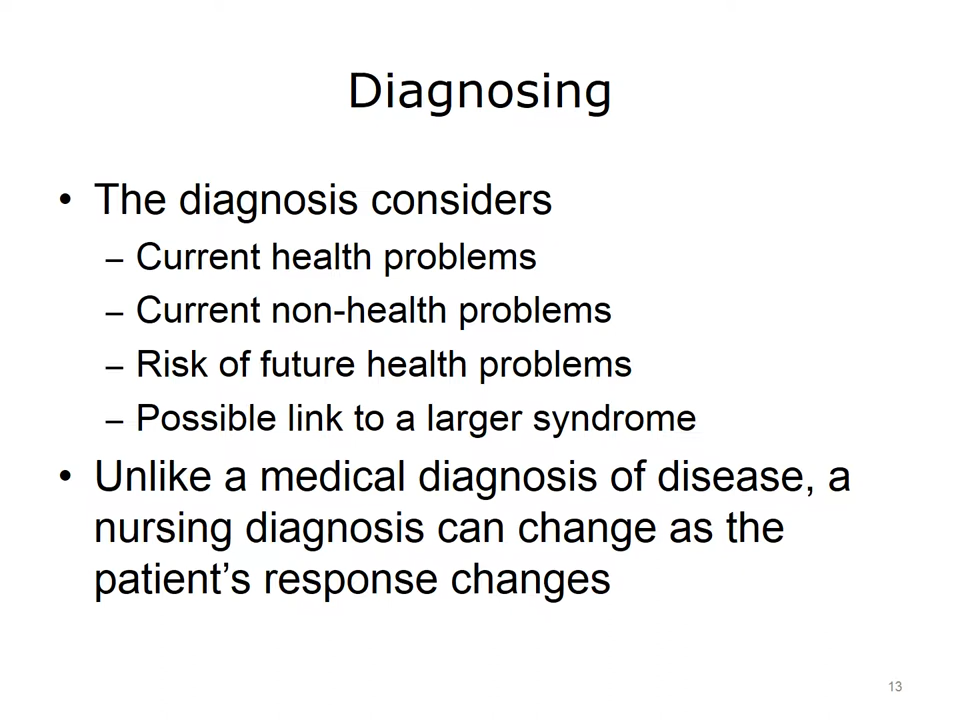 Diagnosing
• The diagnosis considers
– Current health problems
– Current non-health problems
– Risk of future health problems
– Possible link to a larger syndrome
• Unlike a medical diagnosis of disease, a
nursing diagnosis can change as the
patient’s response changes
13